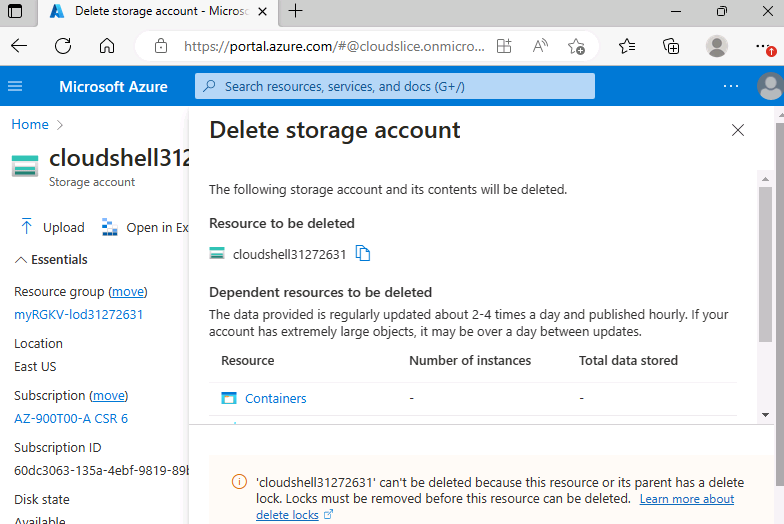 Delete storage account - Micros
https://portal.azure.com/#@cloudslice.onmicro...
Microsoft Azure
Search resources, services, and docs (G+/)
Home
cloudshell312
Storage account
Upload
Open in Ex
Essentials
Resource group (move)
myRGKV-lod31272631
Location
East US
Subscription (move)
AZ-900T00-A CSR 6
Subscription ID
60dc3063-135a-4ebf-9819-89b
Disk state
Available
Delete storage account
The following storage account and its contents will be deleted.
Resource to be deleted
cloudshell31272631
Dependent resources to be deleted
The data provided is regularly updated about 2-4 times a day and published hourly. If your
account has extremely large objects, it may be over a day between updates.
Resource Number of instances Total data stored
Containers - -
'cloudshell31272631' can't be deleted because this resource or its parent has a delete
lock. Locks must be removed before this resource can be deleted. Learn more about
delete locks